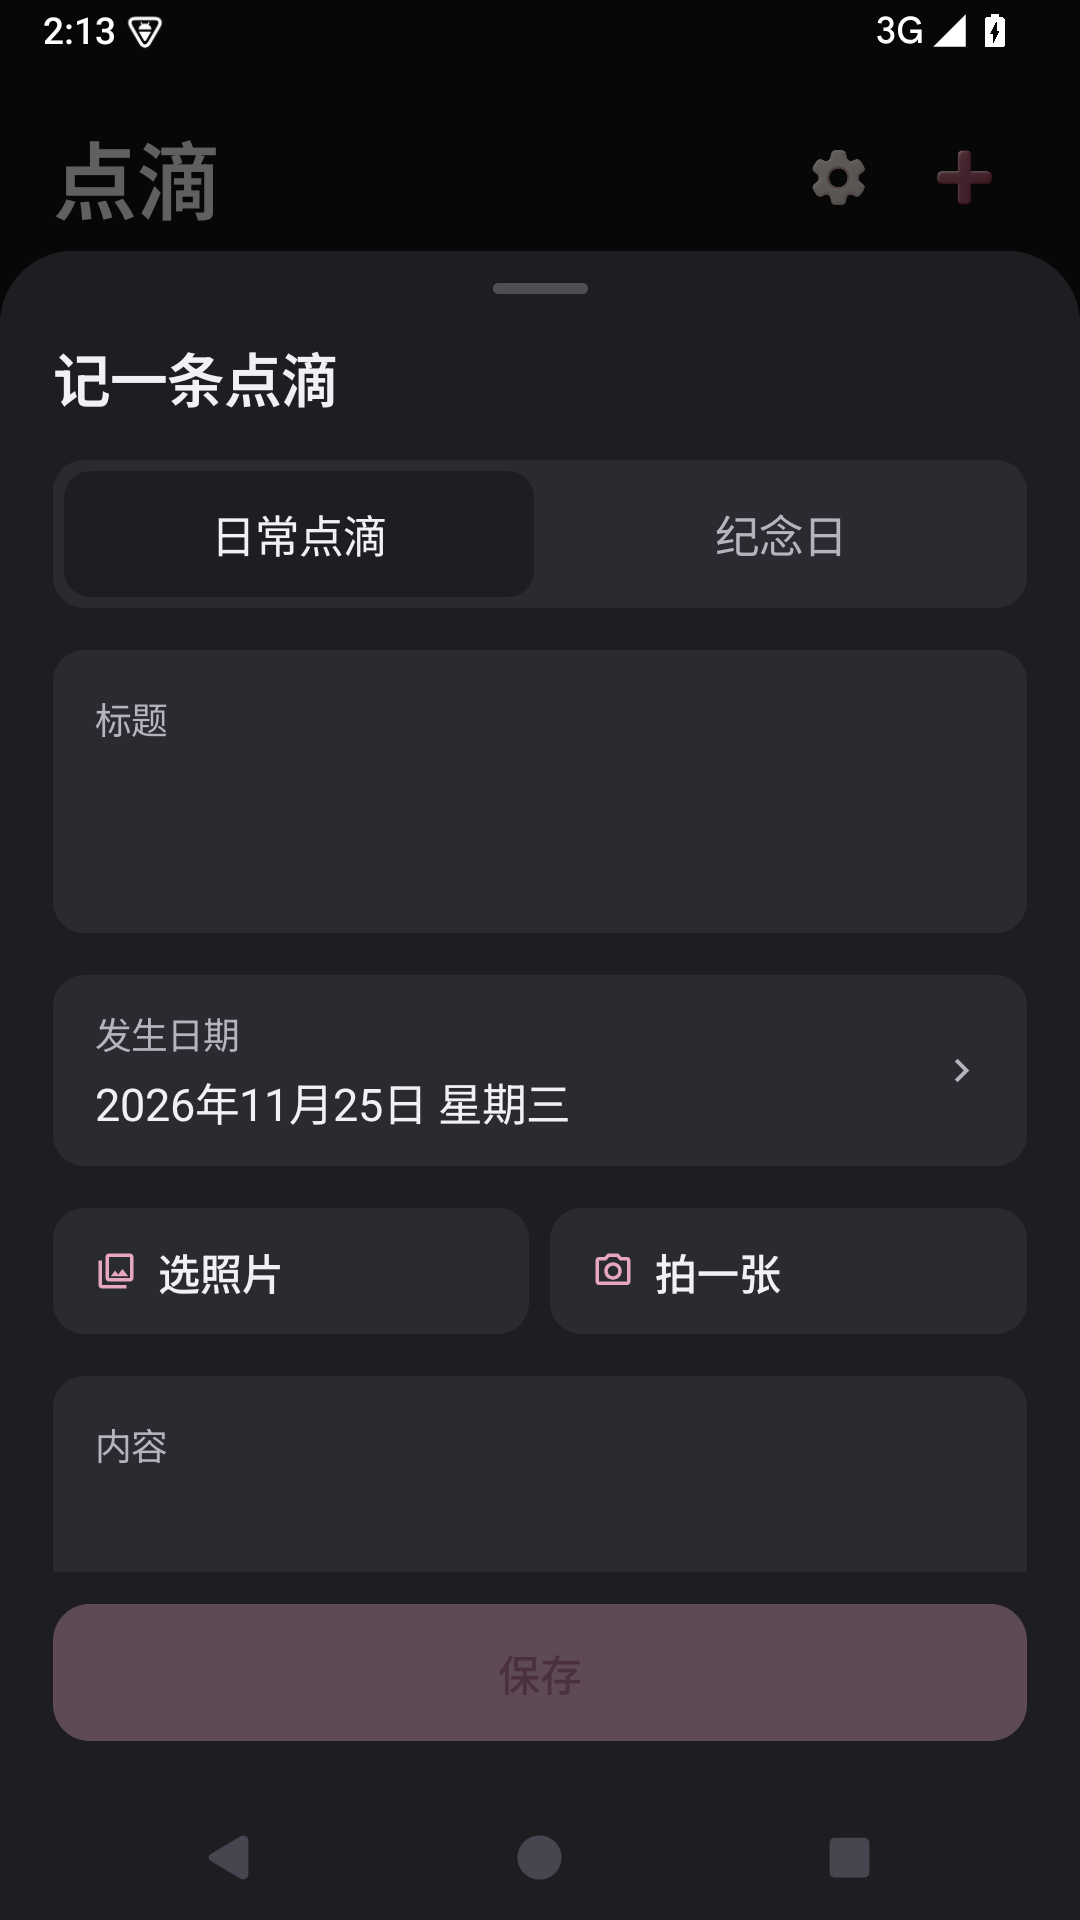 2:13
3G
点滴
记一条点滴
日常点滴
纪念日
标题
发生日期
2026年11月25日 星期三
选照片
拍一张
内容
保存